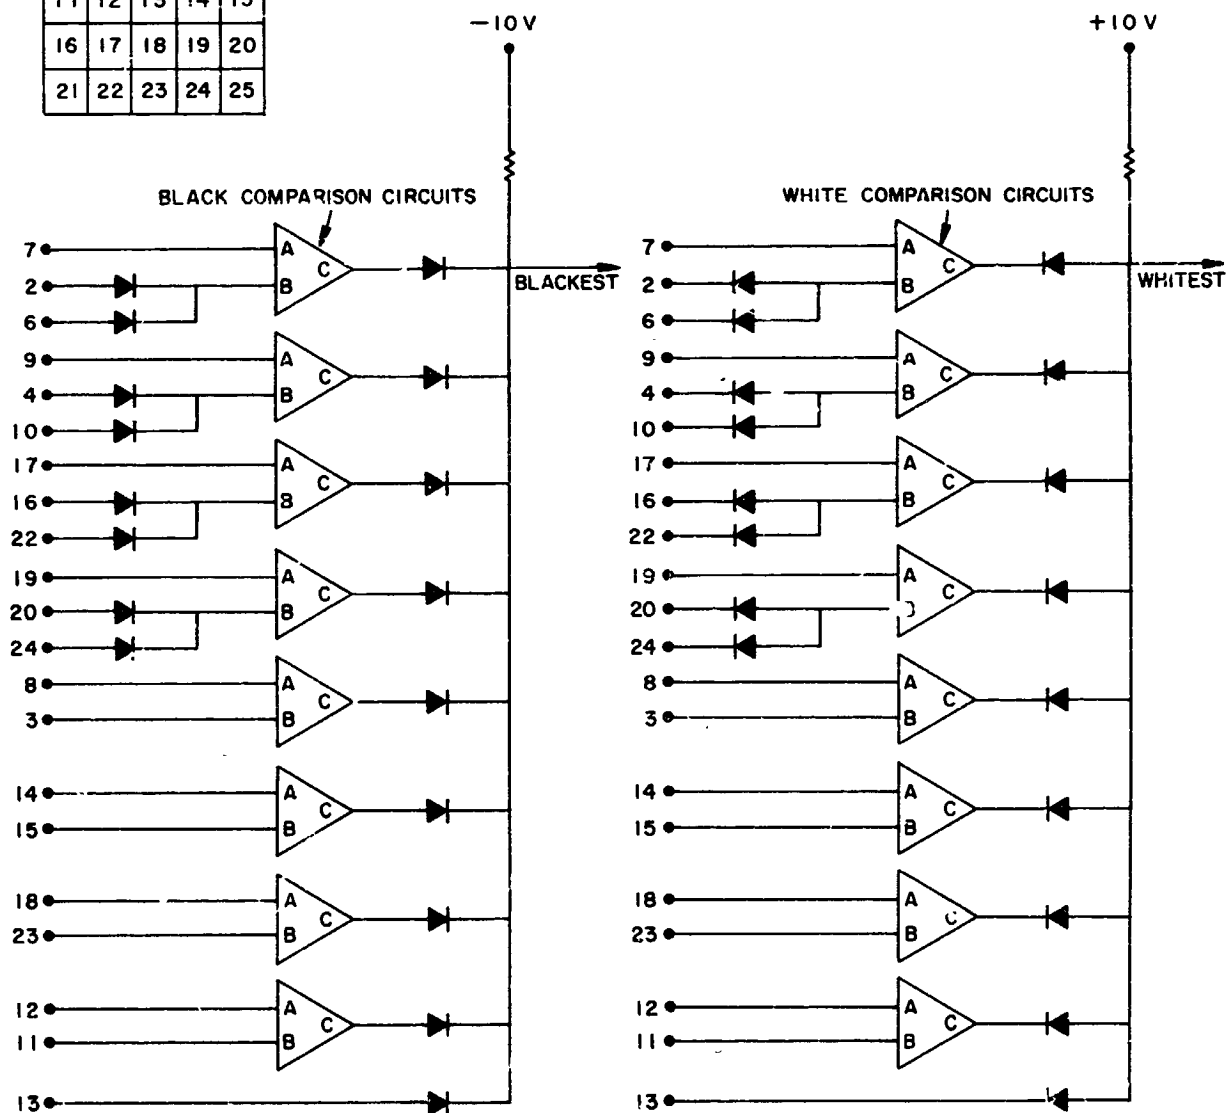 11 12 13 14 15
16 17 18 19 20
21 22 23 24 25
-10V
+10V
BLACK COMPARISON CIRCUITS
WHITE COMPARISON CIRCUITS
7
A
C
BLACKEST
2
B
6
9
A
C
4
B
10
17
A
C
16
B
22
19
A
C
20
B
24
8
A
C
3
B
14
A
C
15
B
18
A
C
23
B
12
A
C
11
B
13
7
A
C
WHITEST
2
B
6
9
A
C
4
B
10
17
A
C
16
B
22
19
A
C
20
24
8
A
C
3
B
14
A
C
15
B
18
A
C
23
B
12
A
C
11
B
13